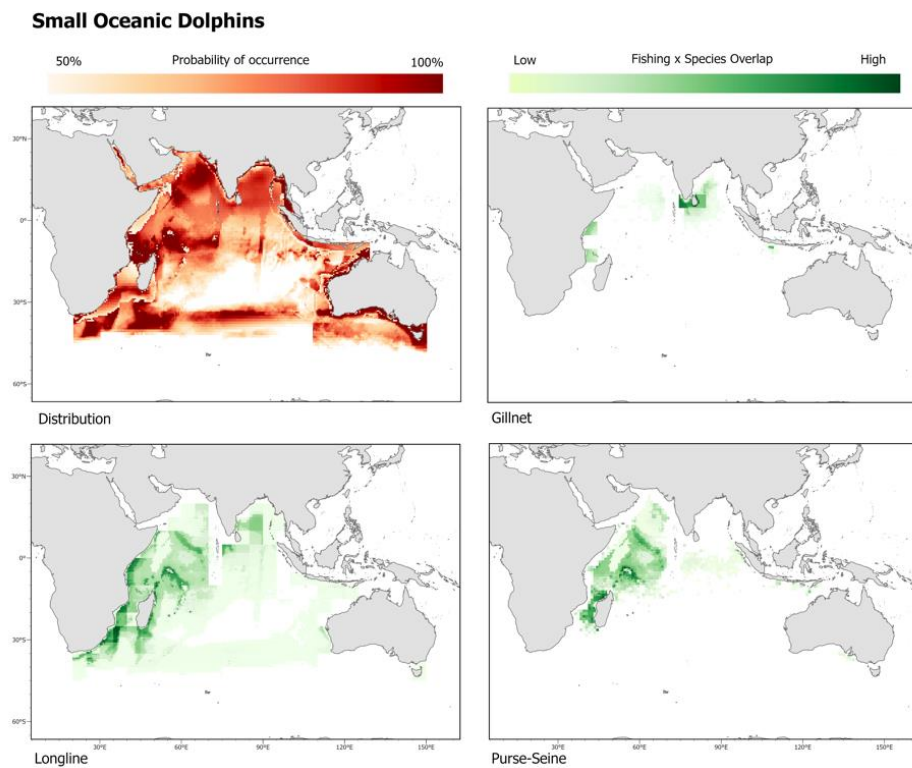 Small Oceanic Dolphins
50% Probability of occurrence 100%
Low Fishing x Species Overlap High
30°N
0°
30°S
60°S
Distribution
Gillnet
30°N
0°
30°S
60°S
30°E 60°E 90°E 120°E 150°E
30°E 60°E 90°E 120°E 150°E
Longline
Purse-Seine